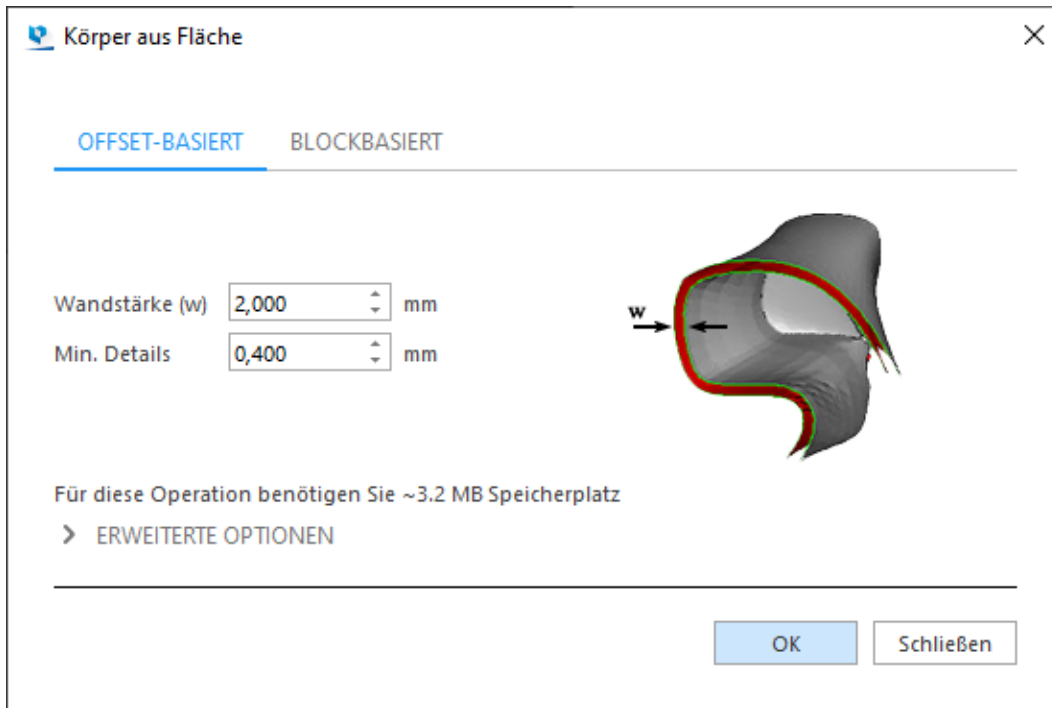 Körper aus Fläche
OFFSET-BASIERT BLOCKBASIERT
Wandstärke (w) 2,000 mm
w
Min. Details 0,400 mm
Für diese Operation benötigen Sie ~3.2 MB Speicherplatz
ERWEITERTE OPTIONEN
OK Schließen